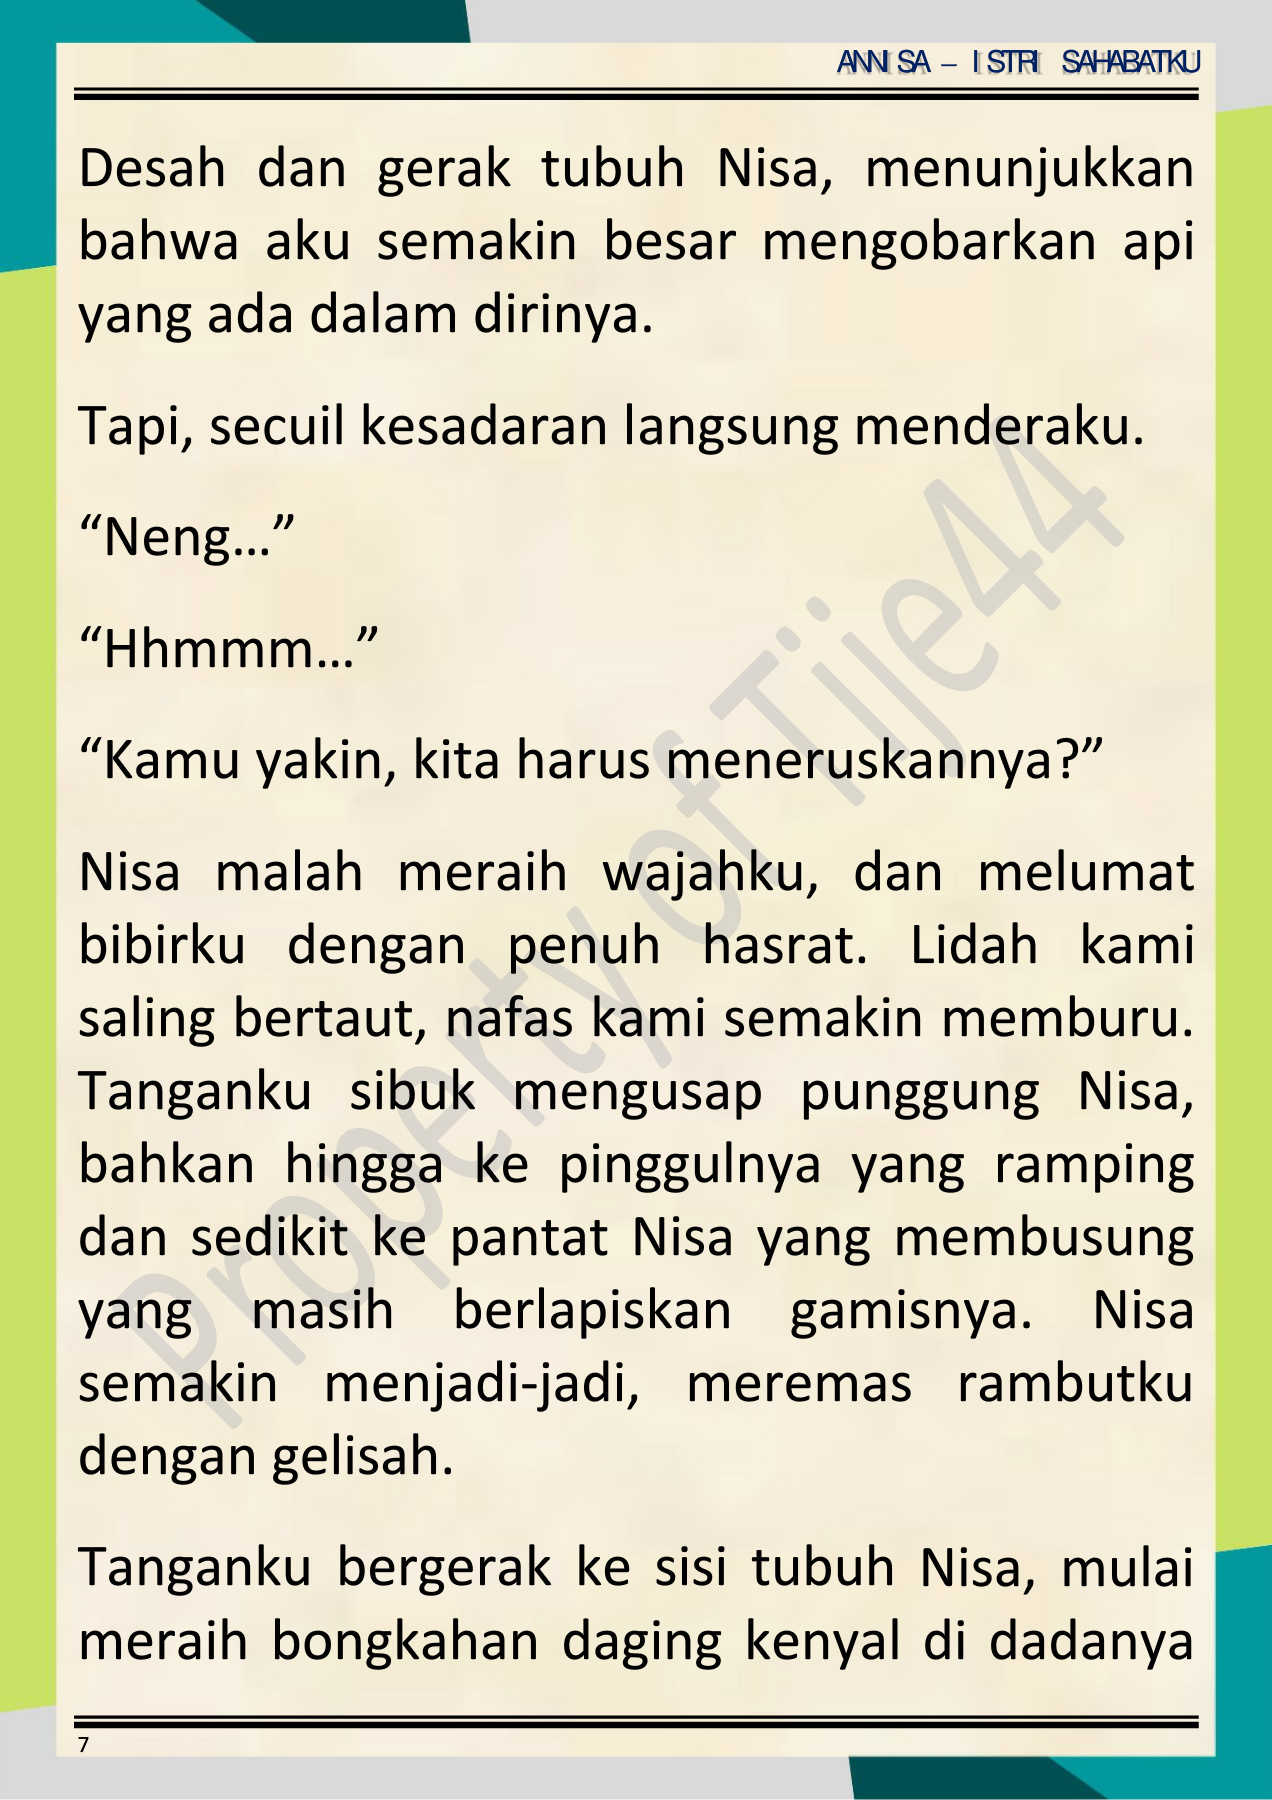 ANNISA – ISTRI SAHABATKU
Desah dan gerak tubuh Nisa, menunjukkan
bahwa aku semakin besar mengobarkan api
yang ada dalam dirinya.
Tapi, secuil kesadaran langsung menderaku.
“Neng…”
“Hhmmm…”
“Kamu yakin, kita harus meneruskannya?”
Nisa malah meraih wajahku, dan melumat
bibirku dengan penuh hasrat. Lidah kami
saling bertaut, nafas kami semakin memburu.
Tanganku sibuk mengusap punggung Nisa,
bahkan hingga ke pinggulnya yang ramping
dan sedikit ke pantat Nisa yang membusung
yang masih berlapiskan gamisnya. Nisa
semakin menjadi-jadi, meremas rambutku
dengan gelisah.
Tanganku bergerak ke sisi tubuh Nisa, mulai
meraih bongkahan daging kenyal di dadanya
7
Property of Tije44